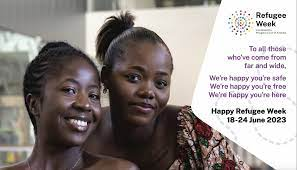 Refugee
Week
To all those
who've come from
far and wide,
We're happy you're safe
We're happy you're free
We're happy you're here
Happy Refugee Week
18-24 June 2023